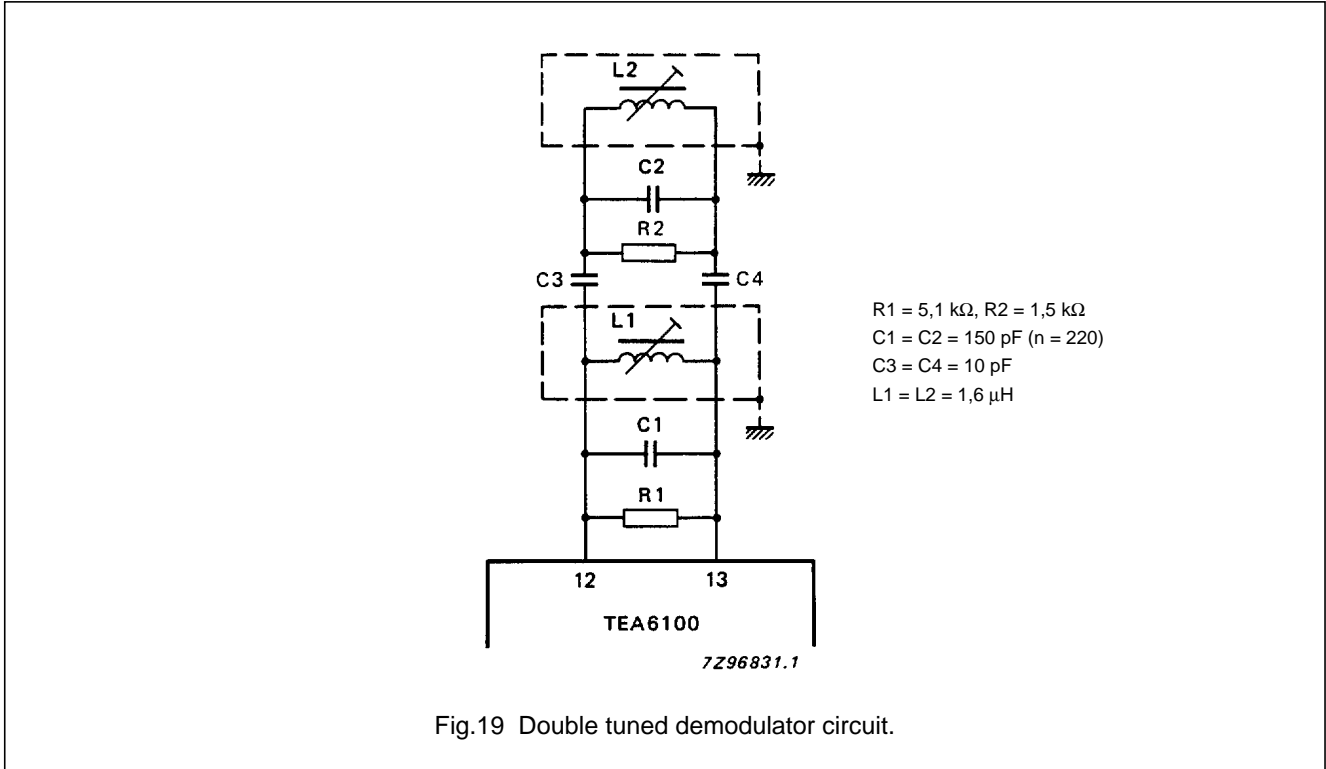 L2
C2
R2
C3
C4
L1
C1
R1
12
13
TEA6100
7Z96831.1
R1 = 5,1 kΩ, R2 = 1,5 kΩ
C1 = C2 = 150 pF (n = 220)
C3 = C4 = 10 pF
L1 = L2 = 1,6 μH
Fig.19 Double tuned demodulator circuit.